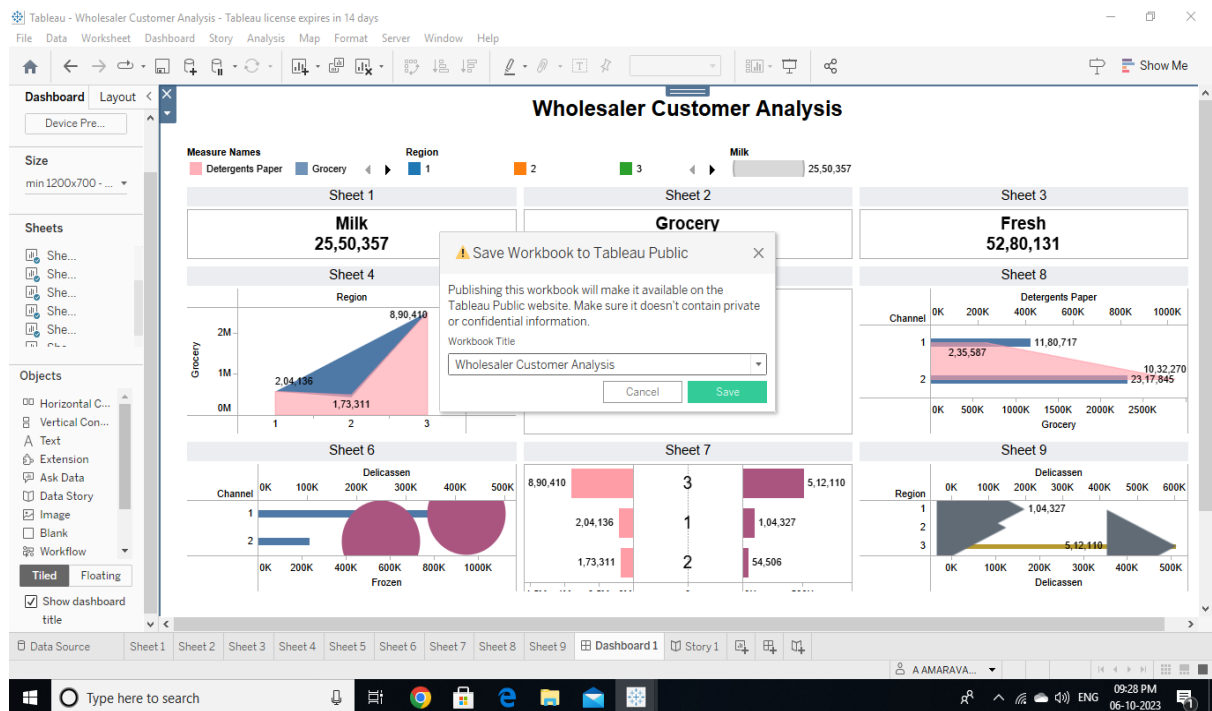 Tableau - Wholesaler Customer Analysis - Tableau license expires in 14 days
File Data Worksheet Dashboard Story Analysis Map Format Server Window Help
Show Me
Dashboard Layout
Device Pre...
Size
min 1200x700 - ...
Sheets
She...
She...
She...
She...
She...
Objects
Horizontal C...
Vertical Con...
A Text
Extension
Ask Data
Data Story
Image
Blank
Workflow
Tiled Floating
Show dashboard
title
Wholesaler Customer Analysis
Measure Names
Detergents Paper Grocery
Region
1 2 3
Milk
25,50,357
Sheet 1
Milk
25,50,357
Sheet 2
Grocery
Sheet 3
Fresh
52,80,131
Sheet 4
Region
Grocery
2M
1M
0M
8,90,410
2,04,136
1,73,311
1 2 3
Save Workbook to Tableau Public
Publishing this workbook will make it available on the
Tableau Public website. Make sure it doesn't contain private
or confidential information.
Workbook Title
Wholesaler Customer Analysis
Cancel Save
Sheet 8
Detergents Paper
Channel 0K 200K 400K 600K 800K 1000K
1 11,80,717
2,35,587
10,32,270
2 23,17,845
0K 500K 1000K 1500K 2000K 2500K
Grocery
Sheet 6
Delicassen
Channel 0K 100K 200K 300K 400K 500K
1
2
0K 200K 400K 600K 800K 1000K
Frozen
Sheet 7
8,90,410 3 5,12,110
2,04,136 1 1,04,327
1,73,311 2 54,506
Sheet 9
Delicassen
Region 0K 100K 200K 300K 400K 500K 600K
1 1,04,327
2
3 5,12,110
0K 100K 200K 300K 400K 500K
Delicassen
Data Source Sheet 1 Sheet 2 Sheet 3 Sheet 4 Sheet 5 Sheet 6 Sheet 7 Sheet 8 Sheet 9 Dashboard 1 Story 1
A AMARAVA...
Type here to search
ENG
09:28 PM
06-10-2023
1